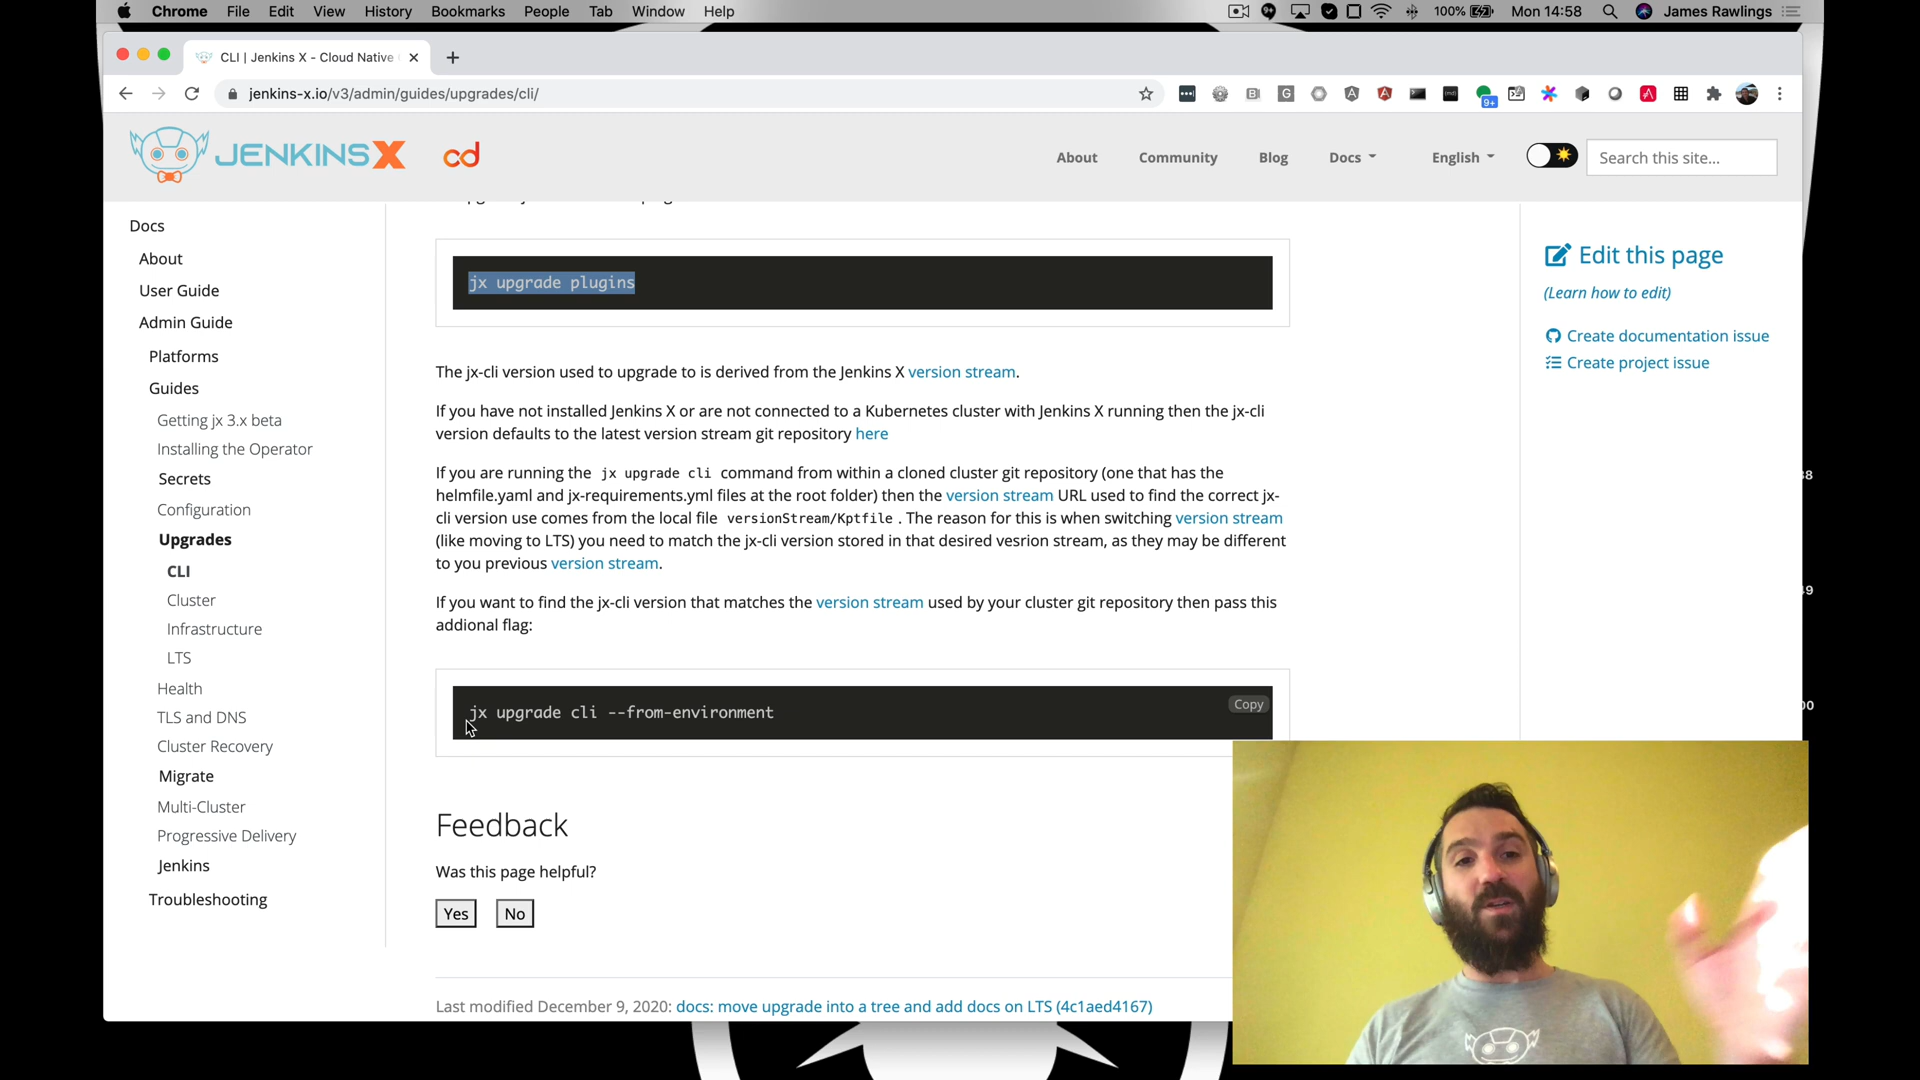 Chrome File Edit View History Bookmarks People Tab Window Help
100% Mon 14:58 James Rawlings
CLI | Jenkins X - Cloud Native
jenkins-x.io/v3/admin/guides/upgrades/cli/
9+
JENKINS X cd
About Community Blog Docs English Search this site...
Docs
About
User Guide
Admin Guide
Platforms
Guides
Getting jx 3.x beta
Installing the Operator
Secrets
Configuration
Upgrades
CLI
Cluster
Infrastructure
LTS
Health
TLS and DNS
Cluster Recovery
Migrate
Multi-Cluster
Progressive Delivery
Jenkins
Troubleshooting
jx upgrade plugins
The jx-cli version used to upgrade to is derived from the Jenkins X version stream.
If you have not installed Jenkins X or are not connected to a Kubernetes cluster with Jenkins X running then the jx-cli
version defaults to the latest version stream git repository here
If you are running the jx upgrade cli command from within a cloned cluster git repository (one that has the
helmfile.yaml and jx-requirements.yml files at the root folder) then the version stream URL used to find the correct jx-
cli version use comes from the local file versionStream/Kptfile . The reason for this is when switching version stream
(like moving to LTS) you need to match the jx-cli version stored in that desired vesrion stream, as they may be different
to you previous version stream.
If you want to find the jx-cli version that matches the version stream used by your cluster git repository then pass this
addional flag:
jx upgrade cli --from-environment
Copy
Feedback
Was this page helpful?
Yes No
Last modified December 9, 2020: docs: move upgrade into a tree and add docs on LTS (4c1aed4167)
Edit this page
(Learn how to edit)
Create documentation issue
Create project issue